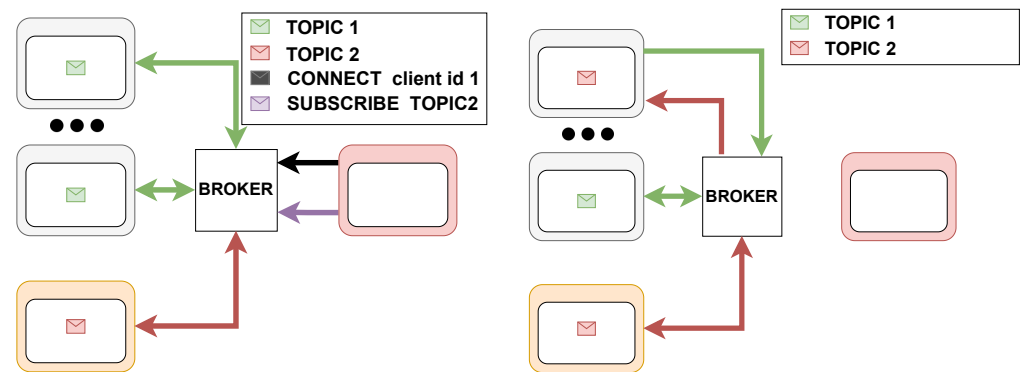 TOPIC 1
TOPIC 2
CONNECT client id 1
SUBSCRIBE TOPIC2
BROKER
TOPIC 1
TOPIC 2
BROKER